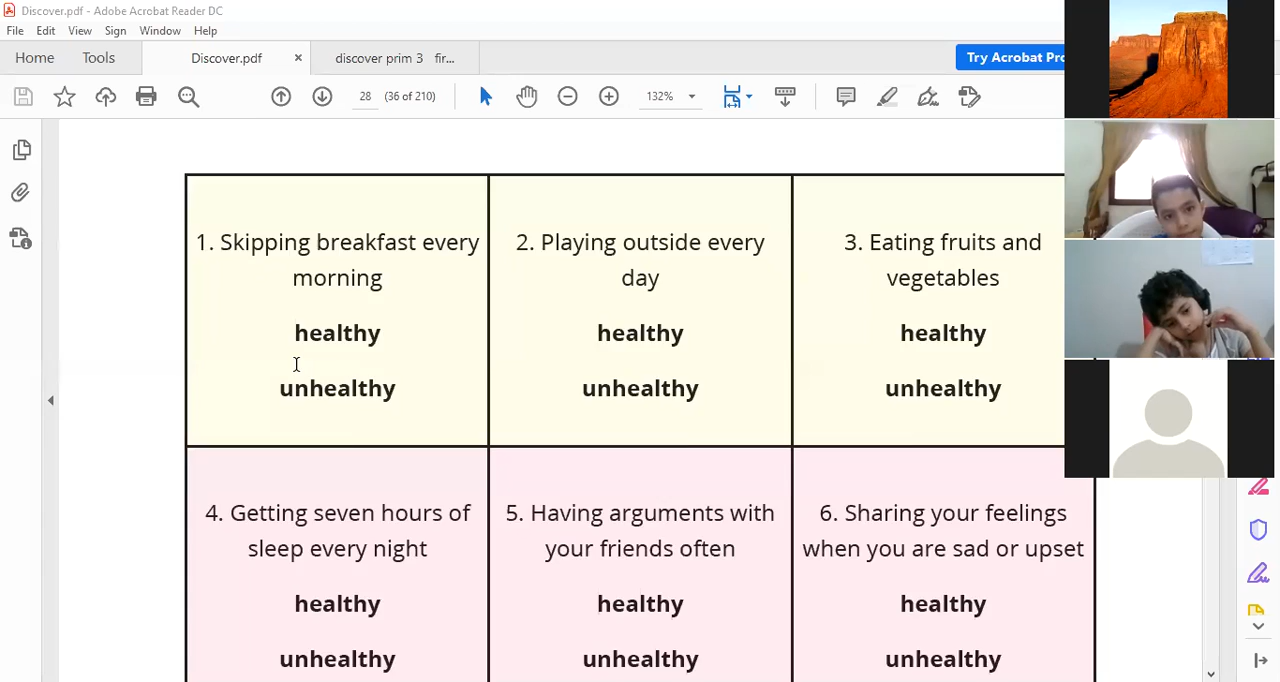 Discover.pdf - Adobe Acrobat Reader DC
File Edit View Sign Window Help
Home Tools Discover.pdf × discover prim 3 fir...
Try Acrobat Pro
28 (36 of 210) 132%
1. Skipping breakfast every
morning
healthy
unhealthy
2. Playing outside every
day
healthy
unhealthy
3. Eating fruits and
vegetables
healthy
unhealthy
4. Getting seven hours of
sleep every night
healthy
unhealthy
5. Having arguments with
your friends often
healthy
unhealthy
6. Sharing your feelings
when you are sad or upset
healthy
unhealthy